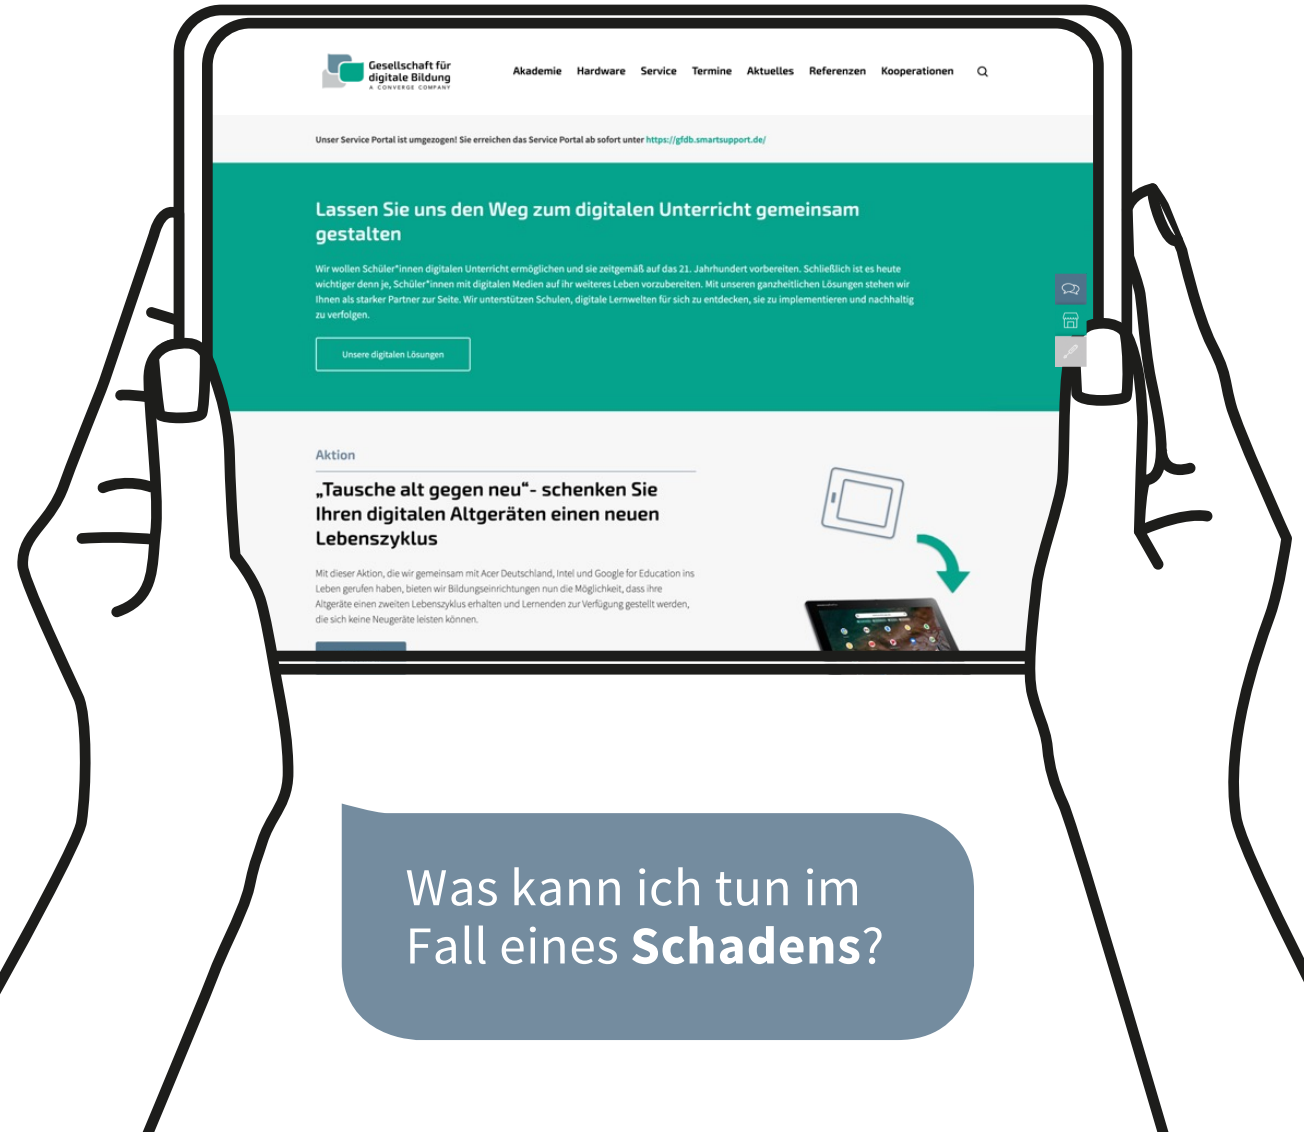 Gesellschaft für
digitale Bildung
A CONVERGE COMPANY
Akademie Hardware Service Termine Aktuelles Referenzen Kooperationen
Unser Service Portal ist umgezogen! Sie erreichen das Service Portal ab sofort unter https://gfdb.smartsupport.de/
Lassen Sie uns den Weg zum digitalen Unterricht gemeinsam
gestalten
Wir wollen Schüler*innen digitalen Unterricht ermöglichen und sie zeitgemäß auf das 21. Jahrhundert vorbereiten. Schließlich ist es heute
wichtiger denn je, Schüler*innen mit digitalen Medien auf ihr weiteres Leben vorzubereiten. Mit unseren ganzheitlichen Lösungen stehen wir
Ihnen als starker Partner zur Seite. Wir unterstützen Schulen, digitale Lernwelten für sich zu entdecken, sie zu implementieren und nachhaltig
zu verfolgen.
Unsere digitalen Lösungen
Aktion
„Tausche alt gegen neu“- schenken Sie
Ihren digitalen Altgeräten einen neuen
Lebenszyklus
Mit dieser Aktion, die wir gemeinsam mit Acer Deutschland, Intel und Google for Education ins
Leben gerufen haben, bieten wir Bildungseinrichtungen nun die Möglichkeit, dass ihre
Altgeräte einen zweiten Lebenszyklus erhalten und Lernenden zur Verfügung gestellt werden,
die sich keine Neugeräte leisten können.
Was kann ich tun im
Fall eines Schadens?